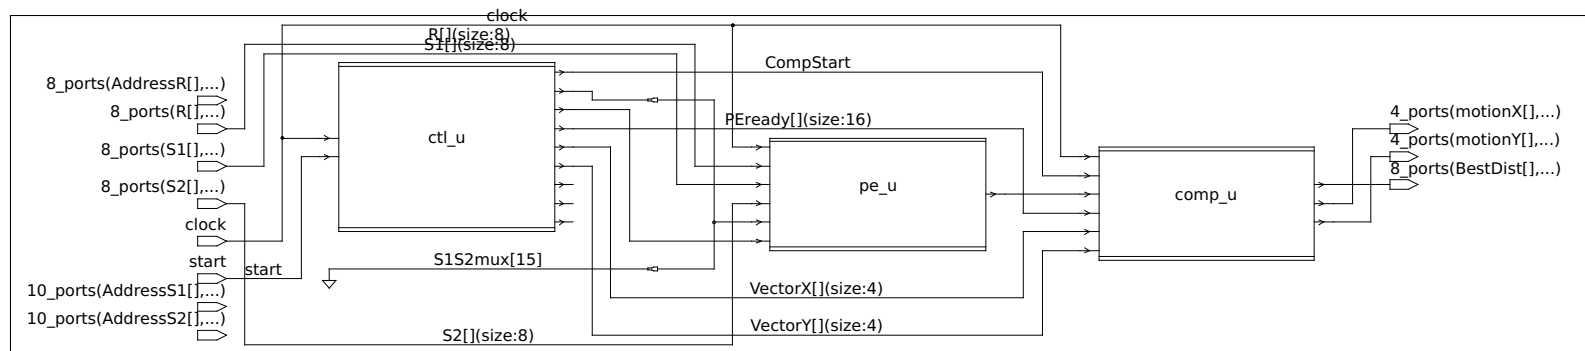 clock
R[](size:8)
S1[](size:8)
CompStart
8_ports(AddressR[],...)
8_ports(R[],...)
4_ports(motionX[],...)
PEready[](size:16)
ctl_u
4_ports(motionY[],...)
8_ports(S1[],...)
8_ports(BestDist[],...)
8_ports(S2[],...)
pe_u
comp_u
clock
start
start
S1S2mux[15]
10_ports(AddressS1[],...)
VectorX[](size:4)
10_ports(AddressS2[],...)
VectorY[](size:4)
S2[](size:8)